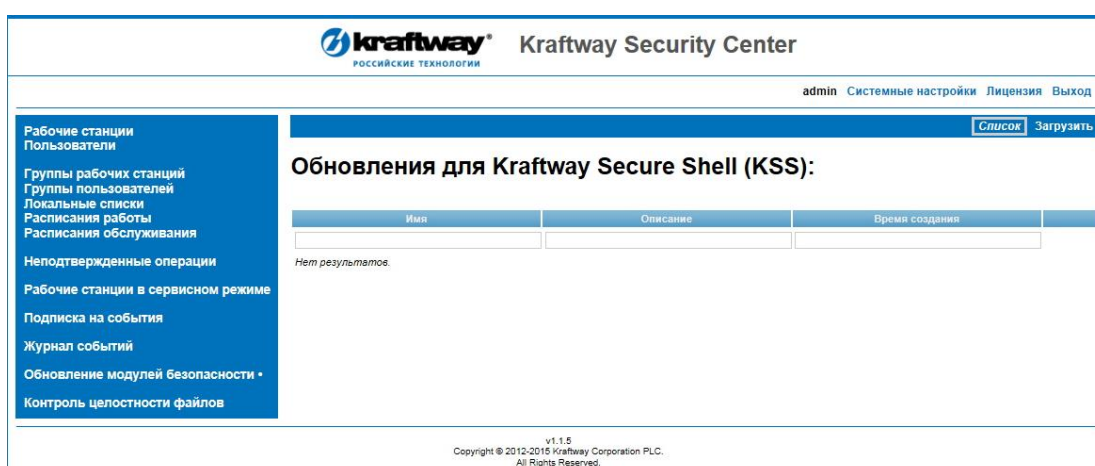 kraftway®
РОССИЙСКИЕ ТЕХНОЛОГИИ
Kraftway Security Center
admin Системные настройки Лицензия Выход
Список Загрузить
Рабочие станции
Пользователи
Группы рабочих станций
Группы пользователей
Локальные списки
Расписания работы
Расписания обслуживания
Неподтвержденные операции
Рабочие станции в сервисном режиме
Подписка на события
Журнал событий
Обновление модулей безопасности •
Контроль целостности файлов
Обновления для Kraftway Secure Shell (KSS):
Имя Описание Время создания
Нет результатов.
v1.1.5
Copyright © 2012-2015 Kraftway Corporation PLC.
All Rights Reserved.